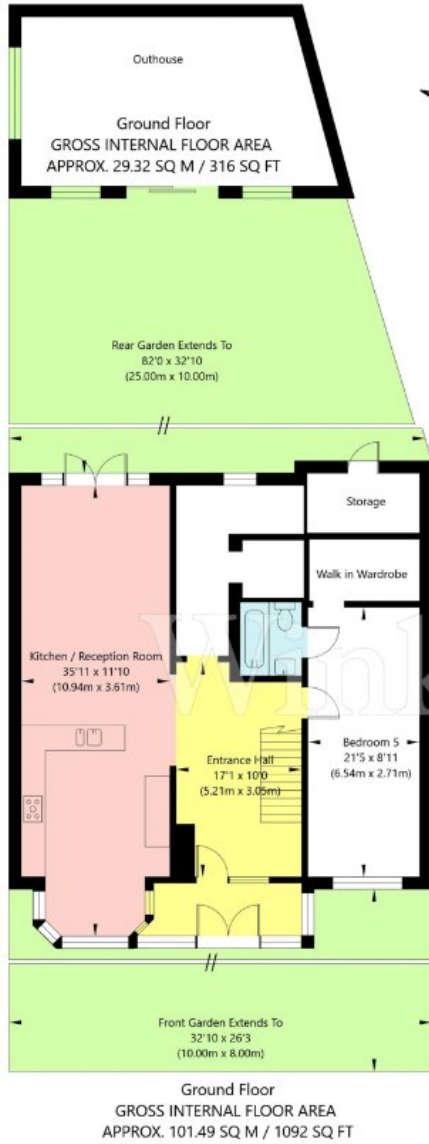 Outhouse
Ground Floor
GROSS INTERNAL FLOOR AREA
APPROX. 29.32 SQ M / 316 SQ FT
Rear Garden Extends To
82'0 x 32'10
(25.00m x 10.00m)
Storage
Walk in Wardrobe
Wink
Kitchen / Reception Room
35'11 x 11'10
(10.94m x 3.61m)
Entrance Hall
17'1 x 10'0
(5.21m x 3.05m)
Bedroom 5
21'5 x 8'11
(6.54m x 2.71m)
Front Garden Extends To
32'10 x 26'3
(10.00m x 8.00m)
Ground Floor
GROSS INTERNAL FLOOR AREA
APPROX. 101.49 SQ M / 1092 SQ FT